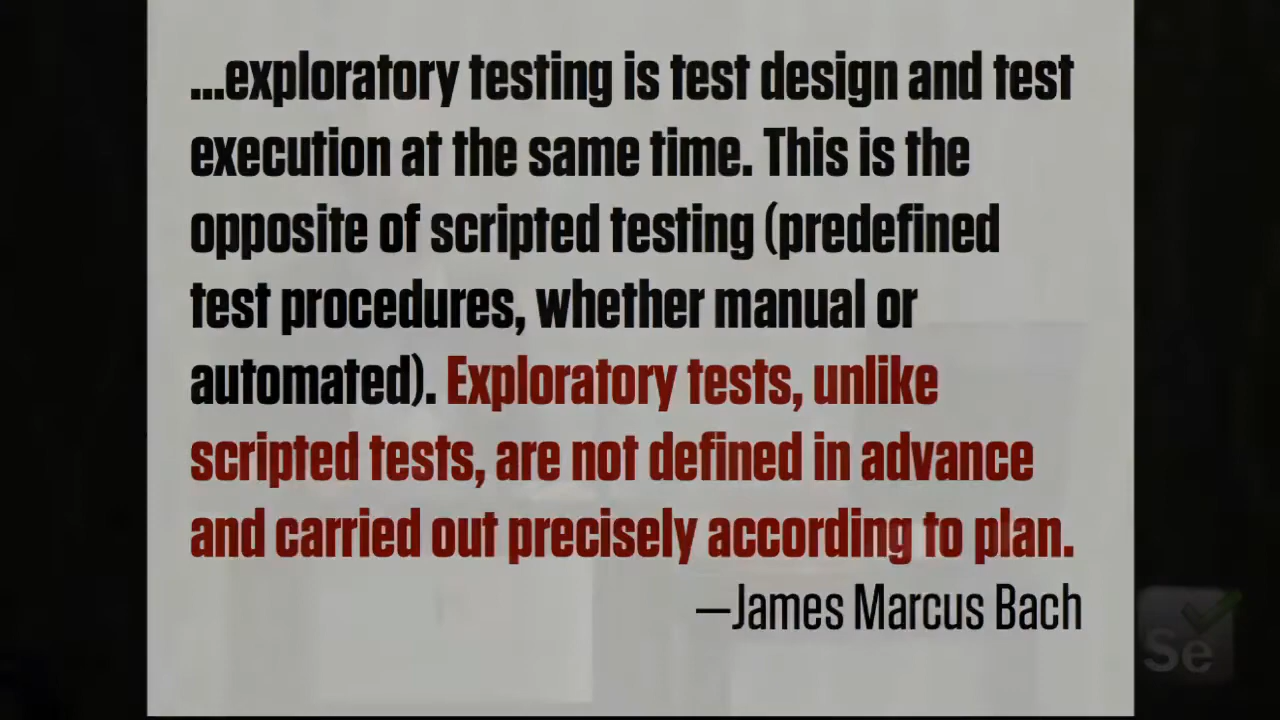 ...exploratory testing is test design and test
execution at the same time. This is the
opposite of scripted testing (predefined
test procedures, whether manual or
automated). Exploratory tests, unlike
scripted tests, are not defined in advance
and carried out precisely according to plan.
—James Marcus Bach
Se